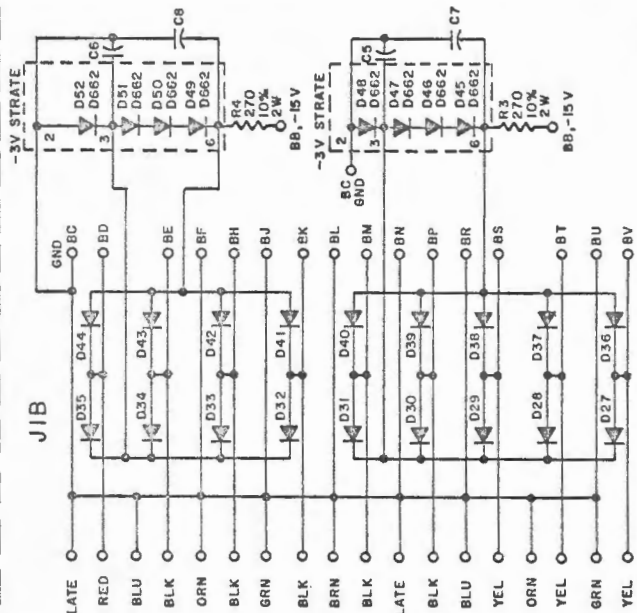 J1B
-3V STRATE
2
D52
D662
C6
C8
3
D51
D662
D50
D662
D49
D662
6
R4
270
10%
2W
B8,-15V
-3V STRATE
2
D48
D662
C5
C7
3
D47
D662
D46
D662
D45
D662
6
R3
270
10%
2W
B8,-15V
BC
GND
GND
BC
BD
BE
BF
BH
BJ
BK
BL
BM
BN
BP
BR
BS
BT
BU
BV
D44
D43
D42
D41
D40
D39
D38
D37
D36
D35
D34
D33
D32
D31
D30
D29
D28
D27
LATE
RED
BLU
BLK
ORN
BLK
GRN
BLK
BRN
BLK
LATE
BLK
BLU
YEL
ORN
YEL
GRN
YEL